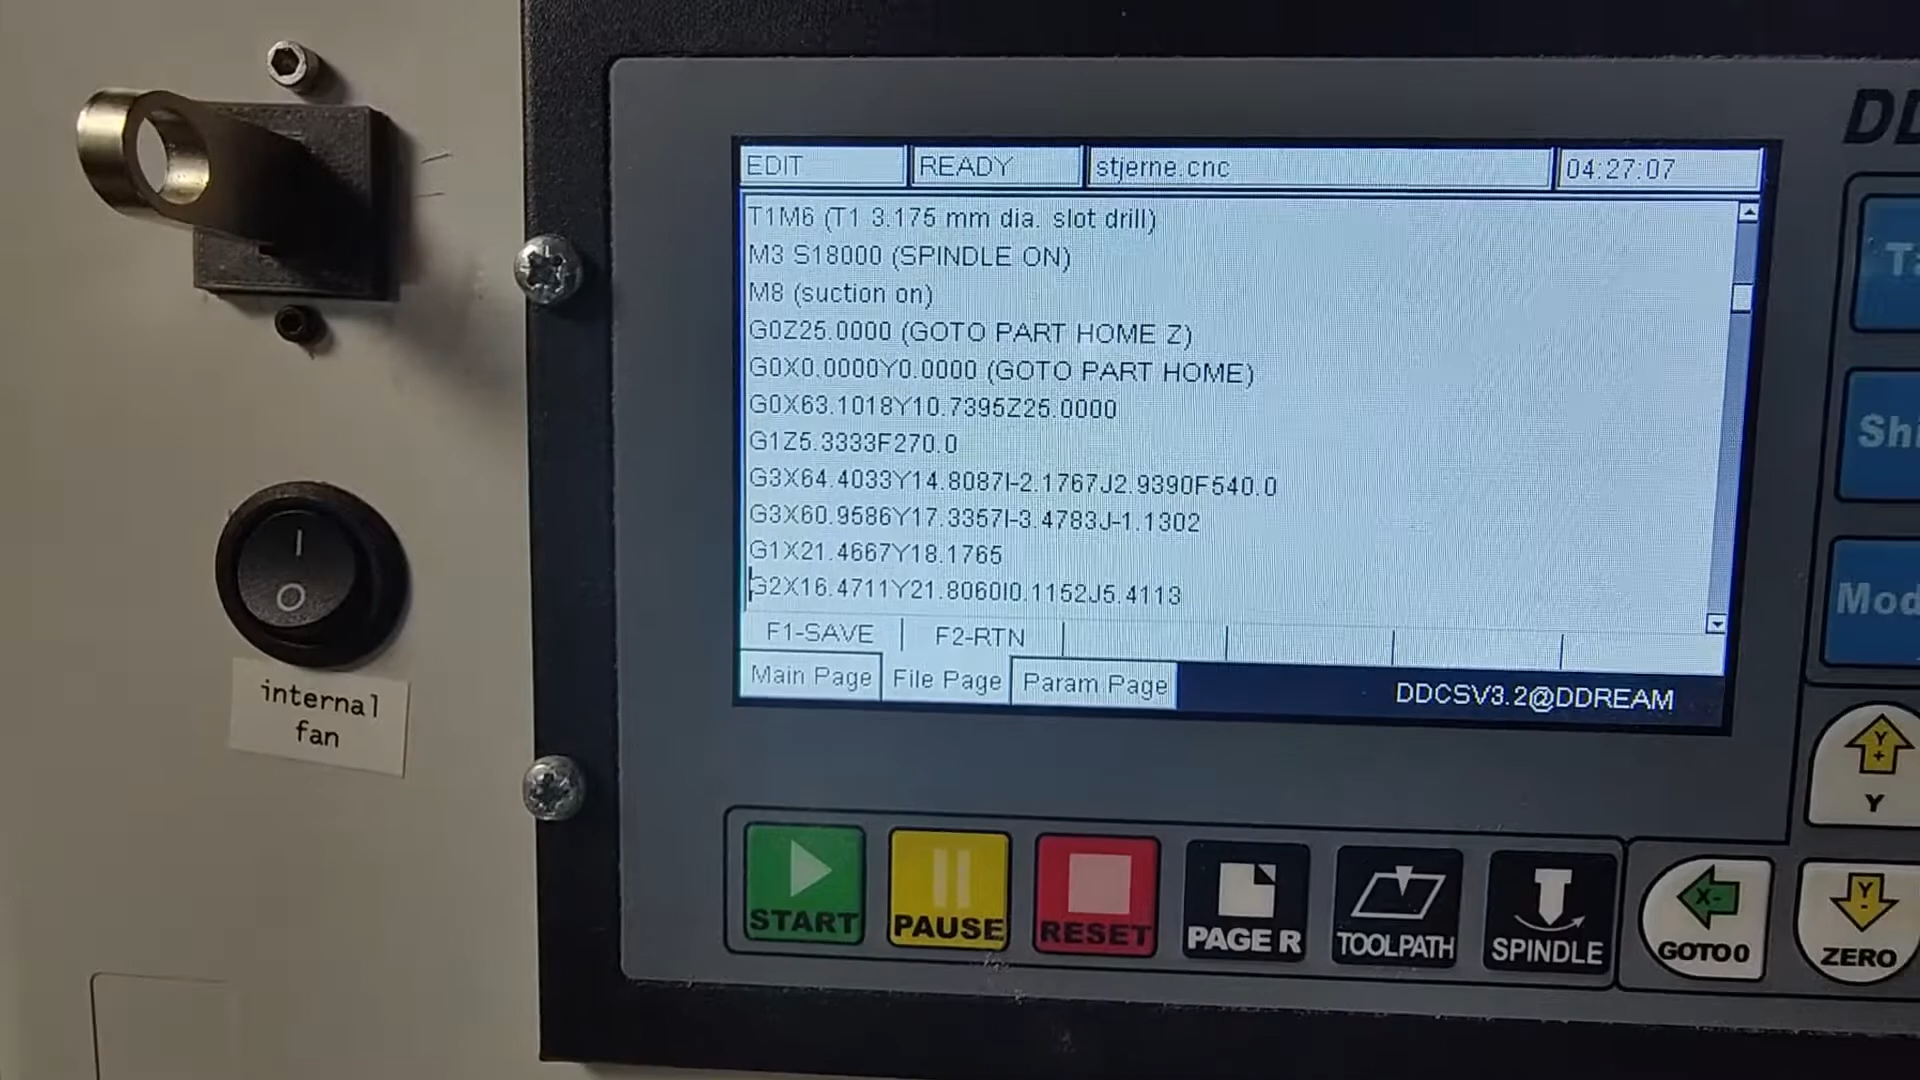 EDIT READY stjerne.cnc 04:27:07
T1M6 (T1 3.175 mm dia. slot drill)
M3 S18000 (SPINDLE ON)
M8 (suction on)
G0Z25.0000 (GOTO PART HOME Z)
G0X0.0000Y0.0000 (GOTO PART HOME)
G0X63.1018Y10.7395Z25.0000
G1Z5.3333F270.0
G3X64.4033Y14.8087I-2.1767J2.9390F540.0
G3X60.9586Y17.3357I-3.4783J-1.1302
G1X21.4667Y18.1765
G2X16.4711Y21.8060I0.1152J5.4113
F1-SAVE F2-RTN
Main Page File Page Param Page DDCSV3.2@DDREAM
I
O
internal
fan
START PAUSE RESET PAGE R TOOLPATH SPINDLE
X-
GOTO0
Y+
Y
Y-
ZERO